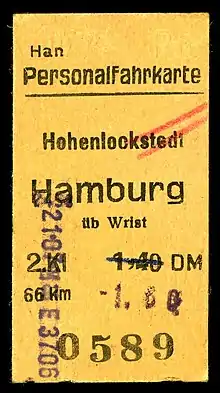 Han
Personalfahrkarte
Hohenlockstedt
Hamburg
üb Wrist
2.Kl 1,40 DM
66 km -1.60
0589